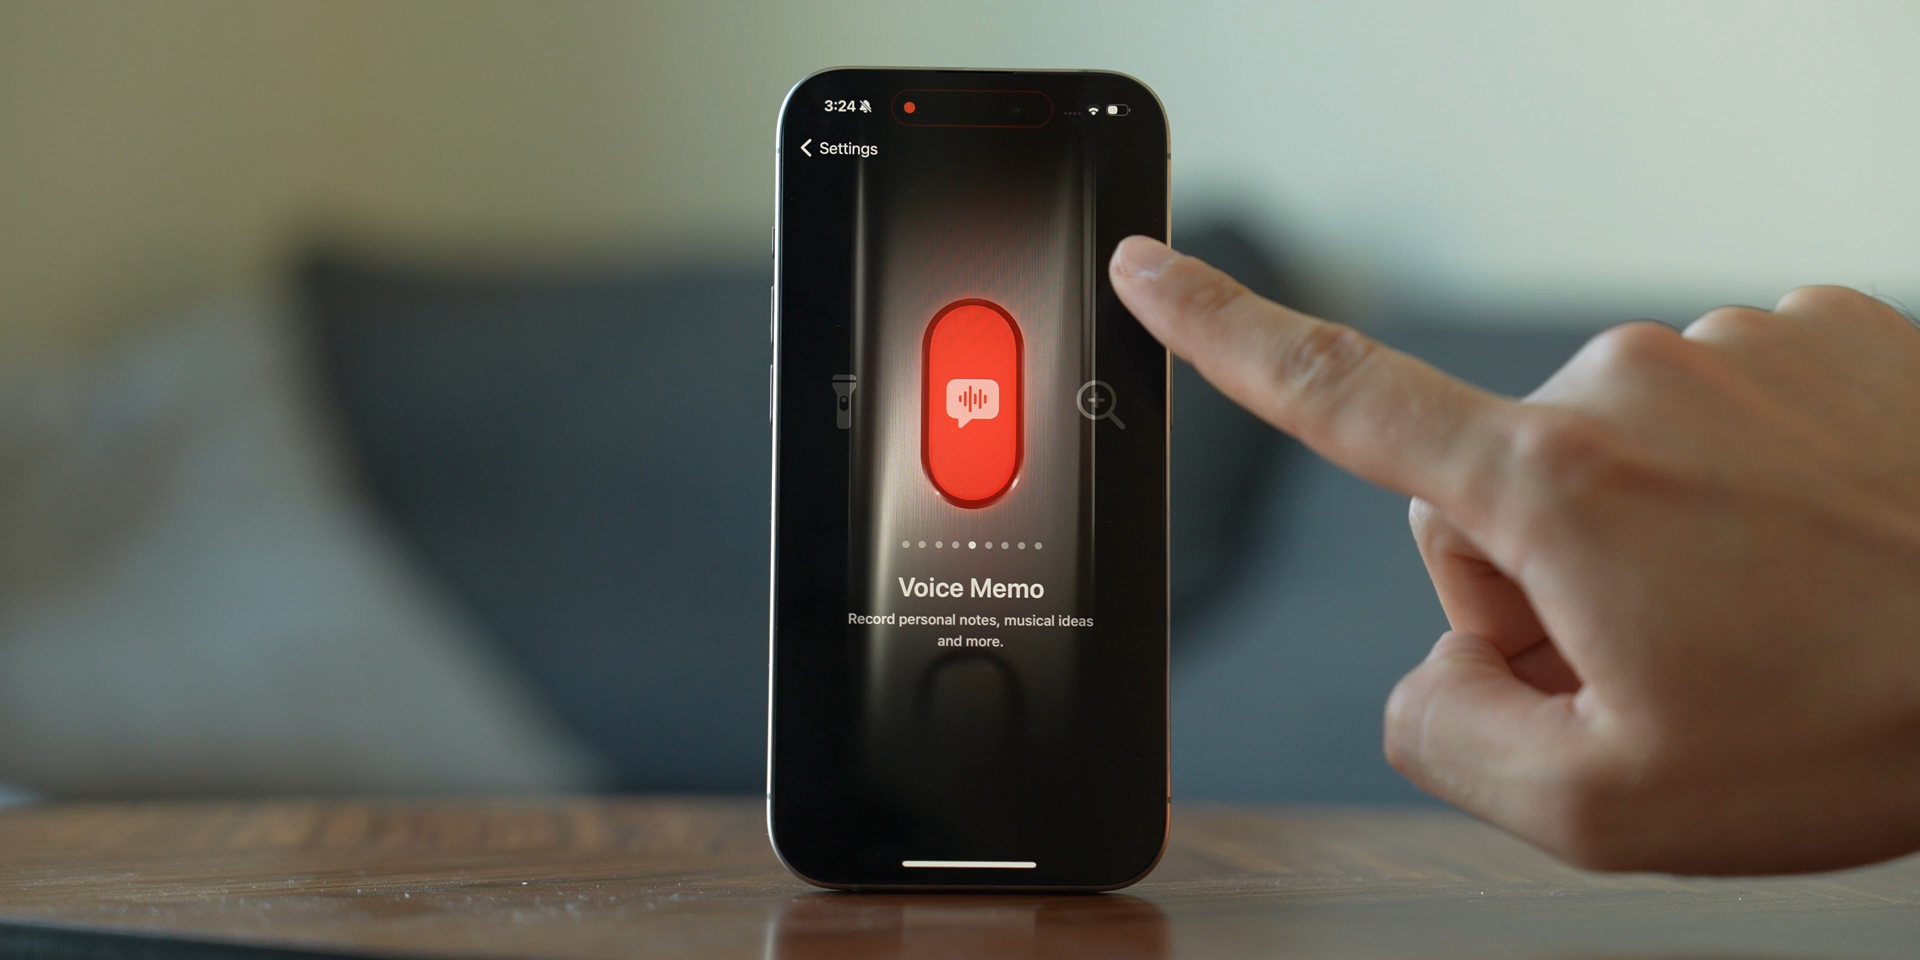 3:24
Settings
Voice Memo
Record personal notes, musical ideas
and more.